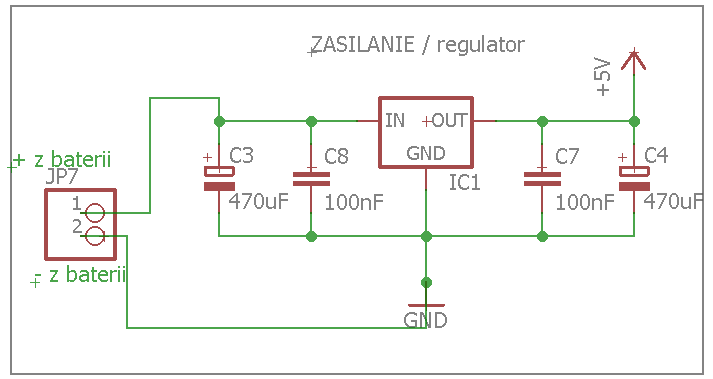 ZASILANIE / regulator
+5V
IN
OUT
GND
IC1
+ z baterii
JP7
1
2
- z baterii
C3
470uF
C8
100nF
C7
100nF
C4
470uF
GND